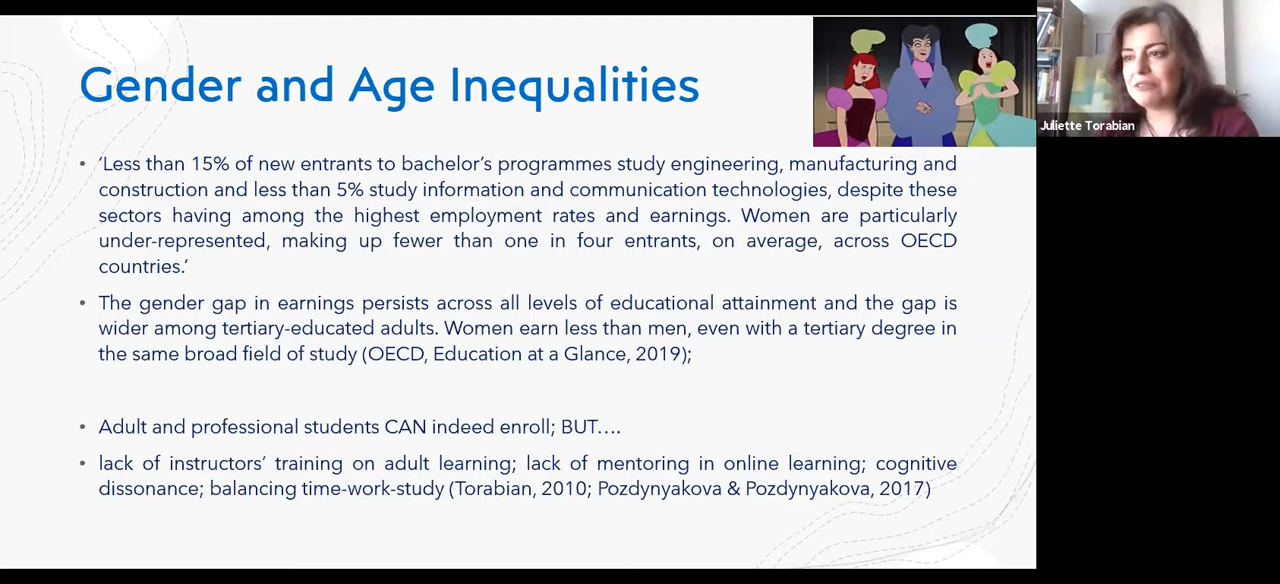 Gender and Age Inequalities
Juliette Torabian
• ‘Less than 15% of new entrants to bachelor’s programmes study engineering, manufacturing and
construction and less than 5% study information and communication technologies, despite these
sectors having among the highest employment rates and earnings. Women are particularly
under-represented, making up fewer than one in four entrants, on average, across OECD
countries.’
• The gender gap in earnings persists across all levels of educational attainment and the gap is
wider among tertiary-educated adults. Women earn less than men, even with a tertiary degree in
the same broad field of study (OECD, Education at a Glance, 2019);
• Adult and professional students CAN indeed enroll; BUT….
• lack of instructors’ training on adult learning; lack of mentoring in online learning; cognitive
dissonance; balancing time-work-study (Torabian, 2010; Pozdnyakova & Pozdnyakova, 2017)